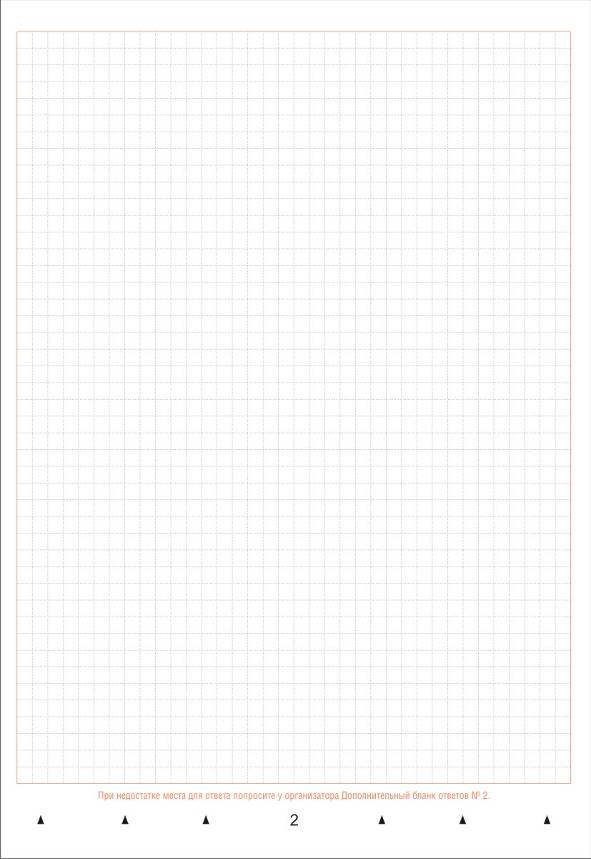 При недостатке места для ответа попросите у организатора Дополнительный бланк ответов № 2.
2